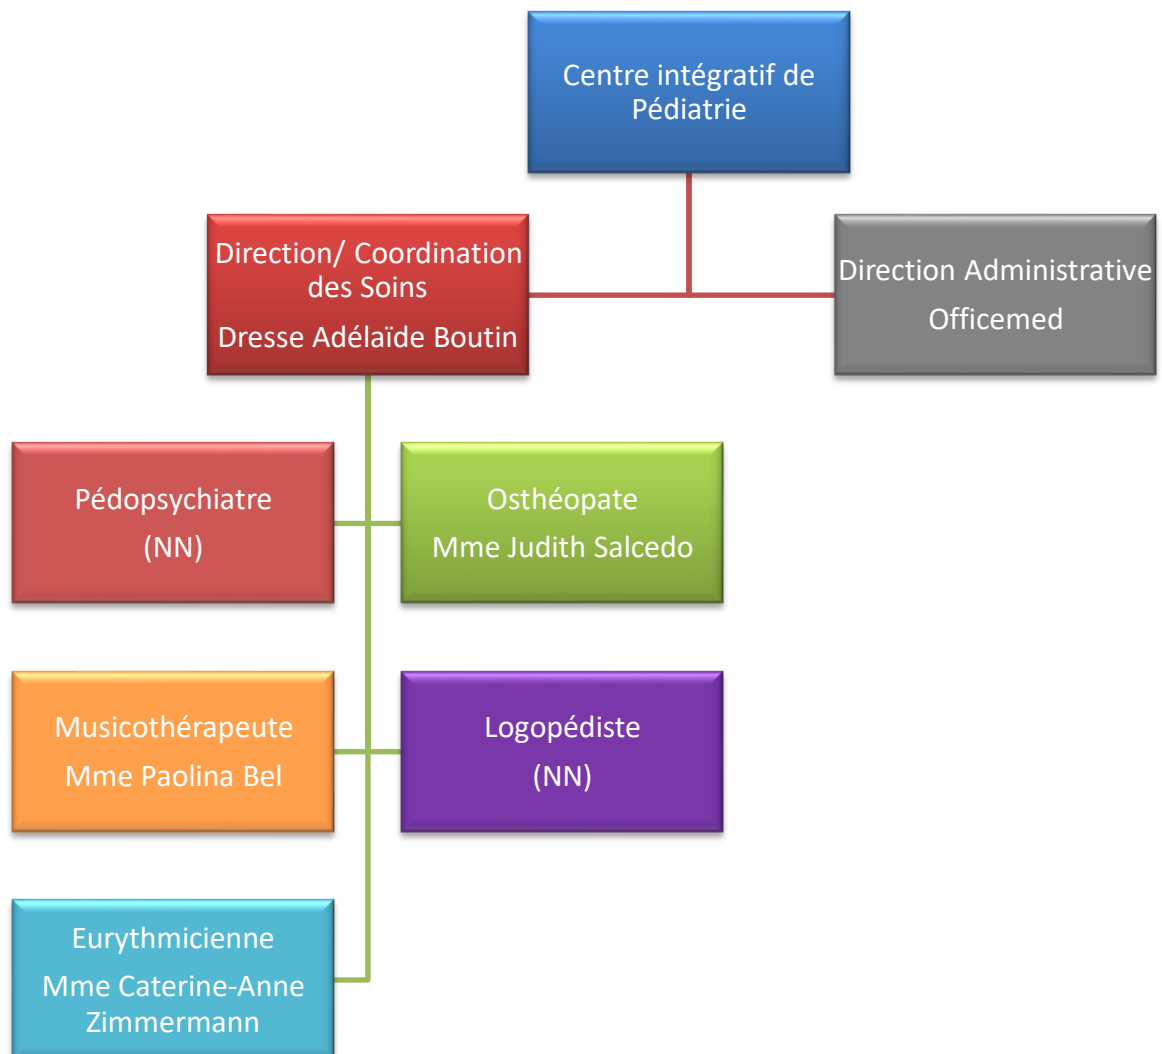 Centre intégratif de
Pédiatrie
Direction/ Coordination
des Soins
Dresse Adélaïde Boutin
Direction Administrative
Officemed
Pédopsychiatre
(NN)
Osthéopate
Mme Judith Salcedo
Musicothérapeute
Mme Paolina Bel
Logopédiste
(NN)
Eurythmicienne
Mme Caterine-Anne
Zimmermann